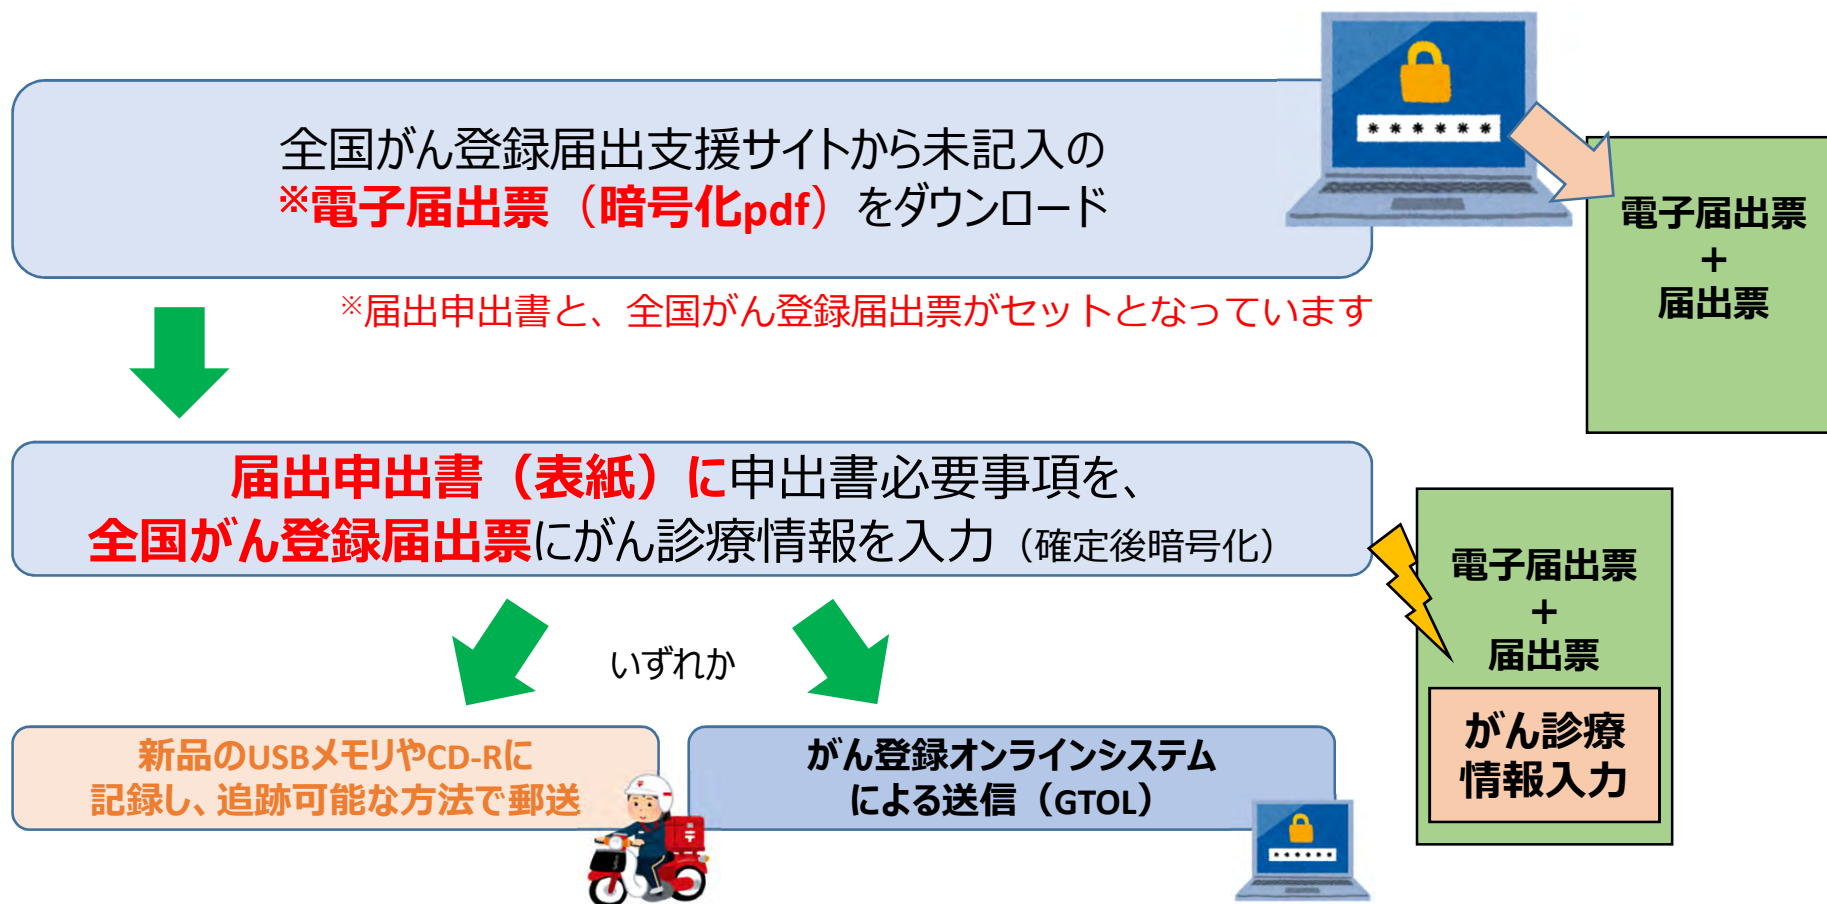 全国がん登録届出支援サイトから未記入の
※電子届出票（暗号化pdf）をダウンロード
* * * * * *
電子届出票
+
届出票
※届出申出書と、全国がん登録届出票がセットとなっています
届出申出書（表紙）に申出書必要事項を、
全国がん登録届出票にがん診療情報を入力（確定後暗号化）
電子届出票
+
届出票
がん診療
情報入力
いずれか
新品のUSBメモリやCD-Rに
記録し、追跡可能な方法で郵送
がん登録オンラインシステム
による送信（GTOL）
〒
* * * * * *